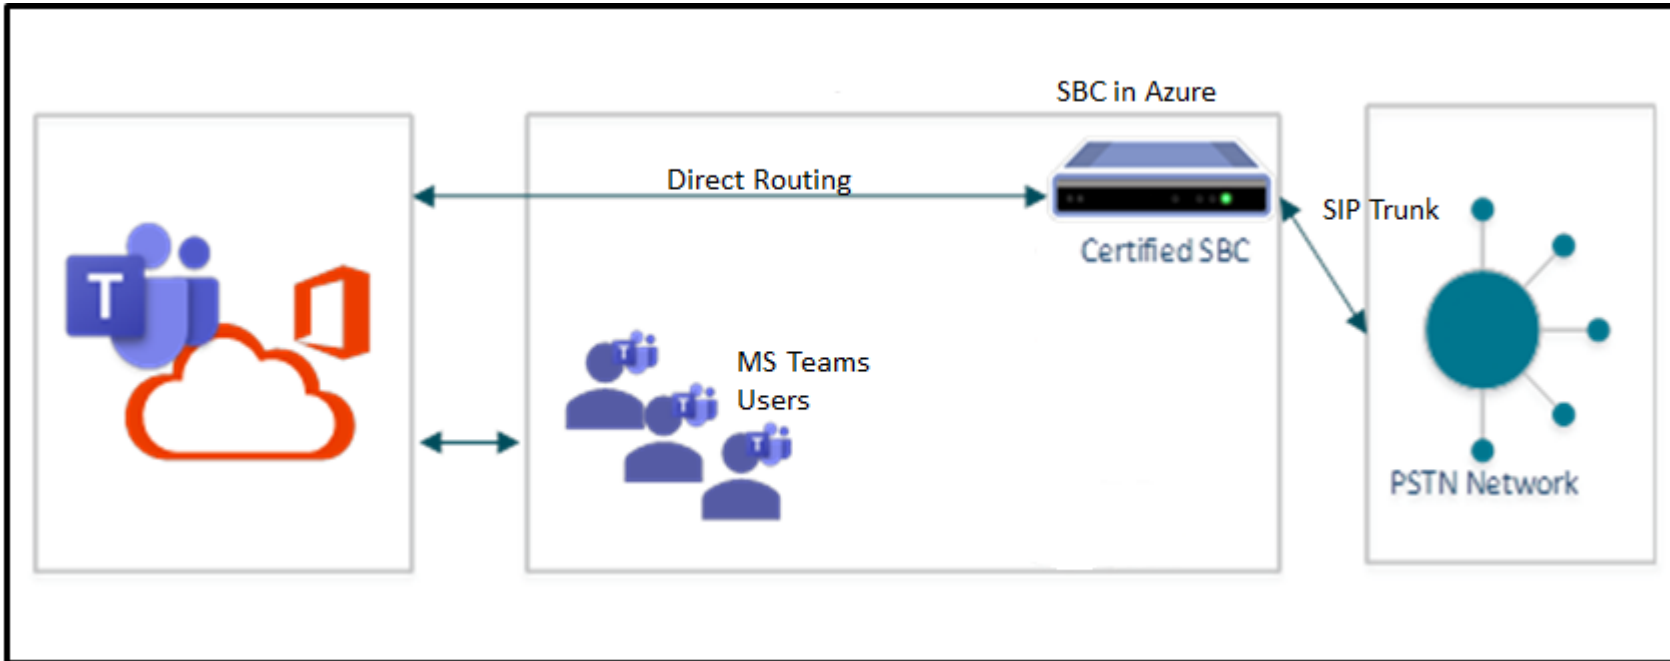 SBC in Azure
Direct Routing
SIP Trunk
Certified SBC
T
MS Teams
Users
T
T
T
PSTN Network